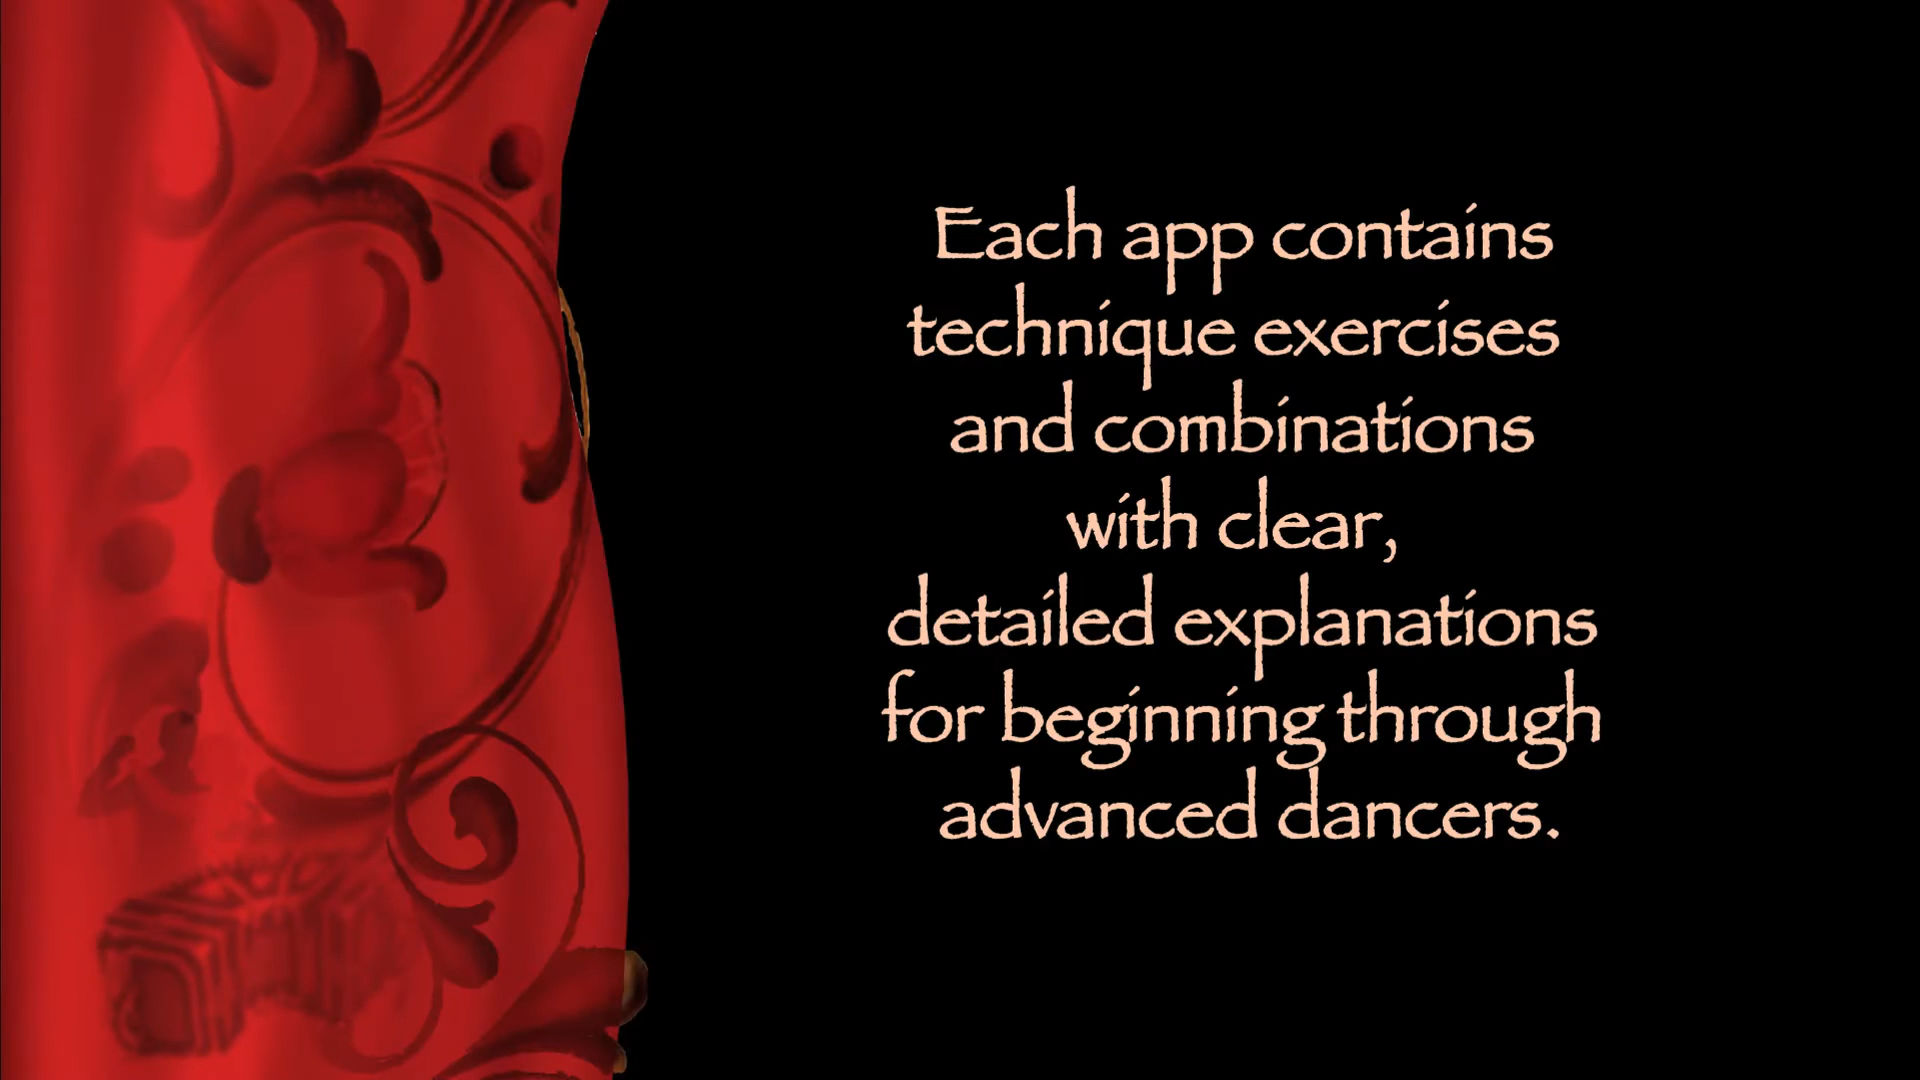 Each app contains
technique exercises
and combinations
with clear,
detailed explanations
for beginning through
advanced dancers.